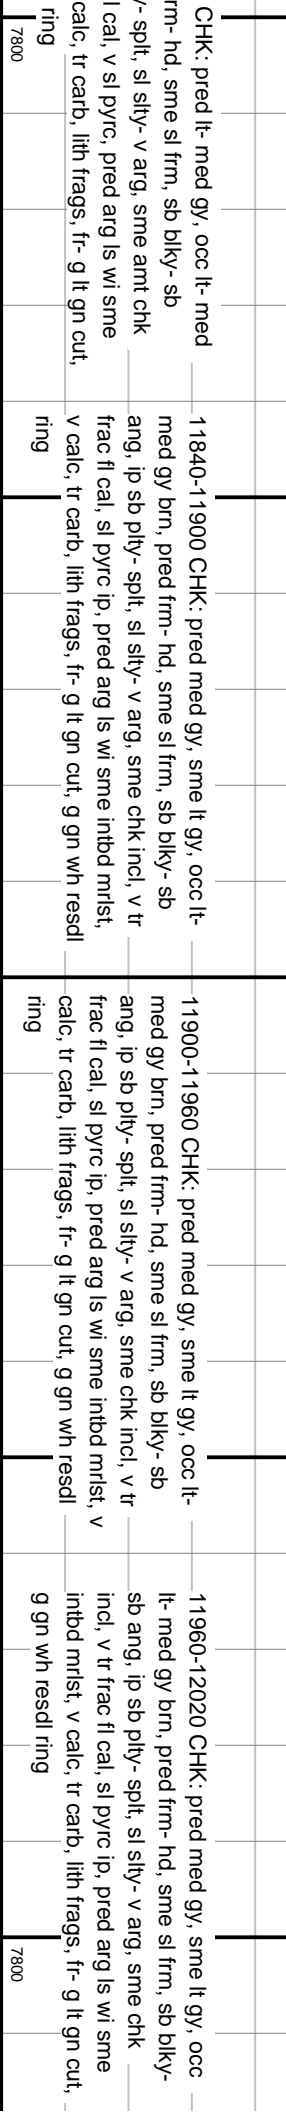 CHK: pred lt- med gy, occ lt- med
rm- hd, sme sl frm, sb blky- sb
y- splt, sl slty- v arg, sme amt chk
l cal, v sl pyrc, pred arg ls wi sme
calc, tr carb, lith frags, fr- g lt gn cut,
ring
7800
11840-11900 CHK: pred med gy, sme lt gy, occ lt-
med gy brn, pred frm- hd, sme sl frm, sb blky- sb
ang, ip sb plty- splt, sl slty- v arg, sme chk incl, v tr
frac fl cal, sl pyrc ip, pred arg ls wi sme intbd mrlst,
v calc, tr carb, lith frags, fr- g lt gn cut, g gn wh resdl
ring
11900-11960 CHK: pred med gy, sme lt gy, occ lt-
med gy brn, pred frm- hd, sme sl frm, sb blky- sb
ang, ip sb plty- splt, sl slty- v arg, sme chk incl, v tr
frac fl cal, sl pyrc ip, pred arg ls wi sme intbd mrlst, v
calc, tr carb, lith frags, fr- g lt gn cut, g gn wh resdl
ring
11960-12020 CHK: pred med gy, sme lt gy, occ
lt- med gy brn, pred frm- hd, sme sl frm, sb blky-
sb ang, ip sb plty- splt, sl slty- v arg, sme chk
incl, v tr frac fl cal, sl pyrc ip, pred arg ls wi sme
intbd mrlst, v calc, tr carb, lith frags, fr- g lt gn cut,
g gn wh resdl ring
7800